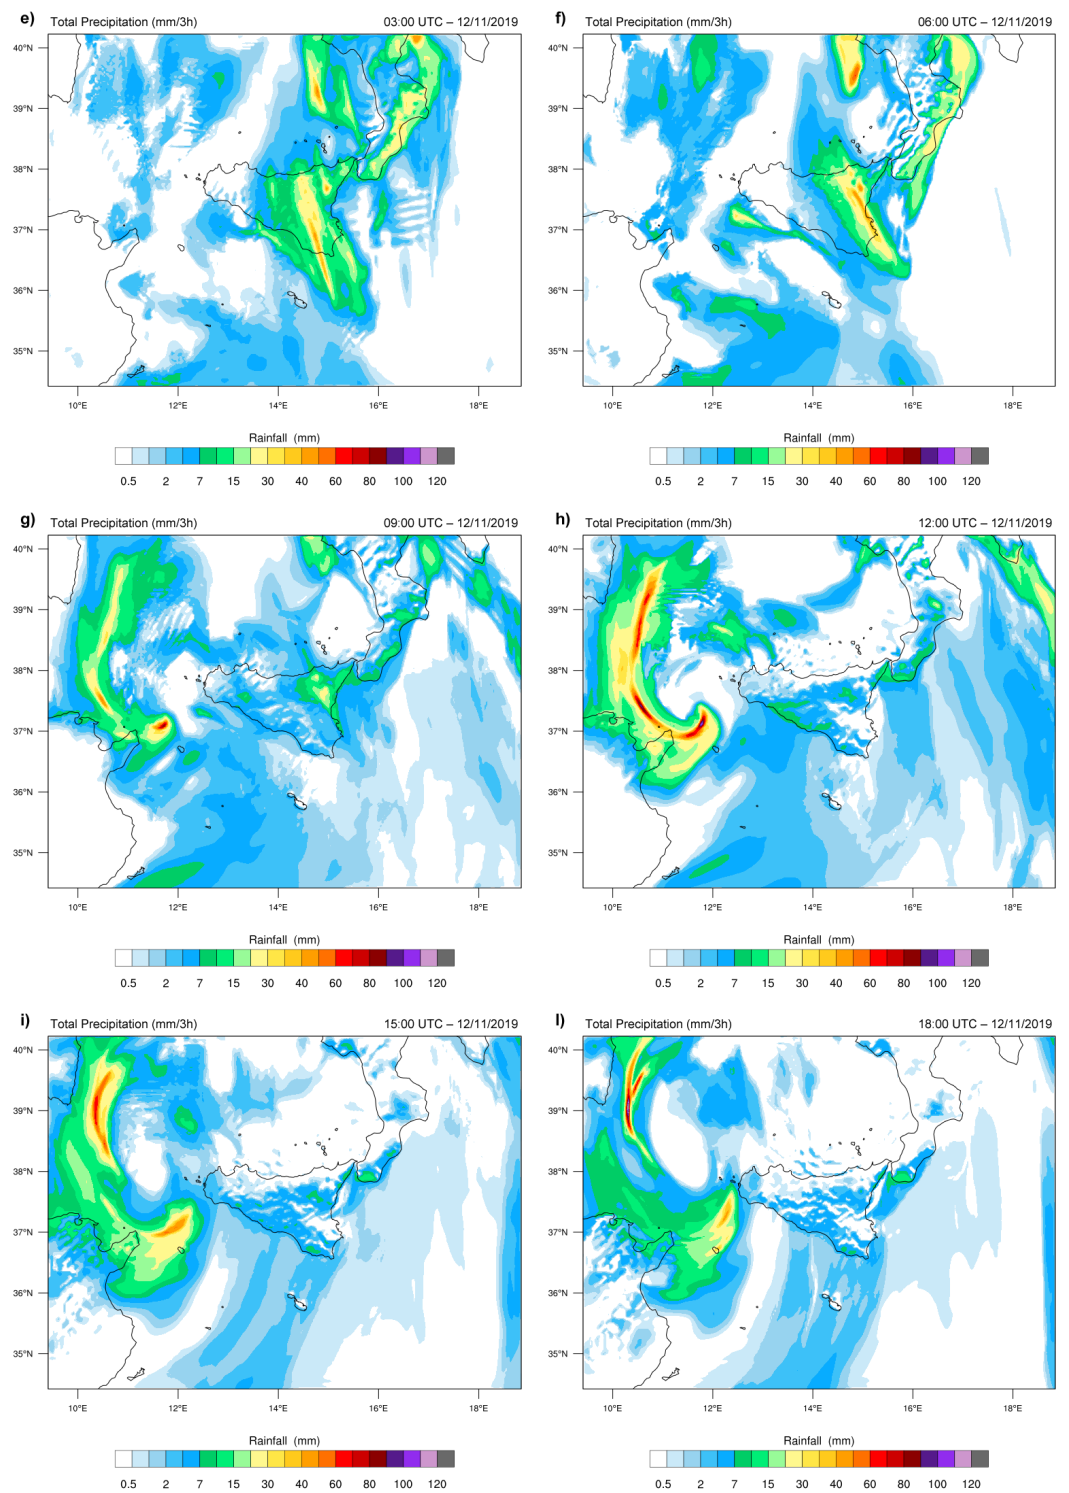 e) Total Precipitation (mm/3h) 03:00 UTC – 12/11/2019
40°N
39°N
38°N
37°N
36°N
35°N
10°E 12°E 14°E 16°E 18°E
Rainfall (mm)
0.5 2 7 15 30 40 60 80 100 120
f) Total Precipitation (mm/3h) 06:00 UTC – 12/11/2019
40°N
39°N
38°N
37°N
36°N
35°N
10°E 12°E 14°E 16°E 18°E
Rainfall (mm)
0.5 2 7 15 30 40 60 80 100 120
g) Total Precipitation (mm/3h) 09:00 UTC – 12/11/2019
40°N
39°N
38°N
37°N
36°N
35°N
10°E 12°E 14°E 16°E 18°E
Rainfall (mm)
0.5 2 7 15 30 40 60 80 100 120
h) Total Precipitation (mm/3h) 12:00 UTC – 12/11/2019
40°N
39°N
38°N
37°N
36°N
35°N
10°E 12°E 14°E 16°E 18°E
Rainfall (mm)
0.5 2 7 15 30 40 60 80 100 120
i) Total Precipitation (mm/3h) 15:00 UTC – 12/11/2019
40°N
39°N
38°N
37°N
36°N
35°N
10°E 12°E 14°E 16°E 18°E
Rainfall (mm)
0.5 2 7 15 30 40 60 80 100 120
l) Total Precipitation (mm/3h) 18:00 UTC – 12/11/2019
40°N
39°N
38°N
37°N
36°N
35°N
10°E 12°E 14°E 16°E 18°E
Rainfall (mm)
0.5 2 7 15 30 40 60 80 100 120